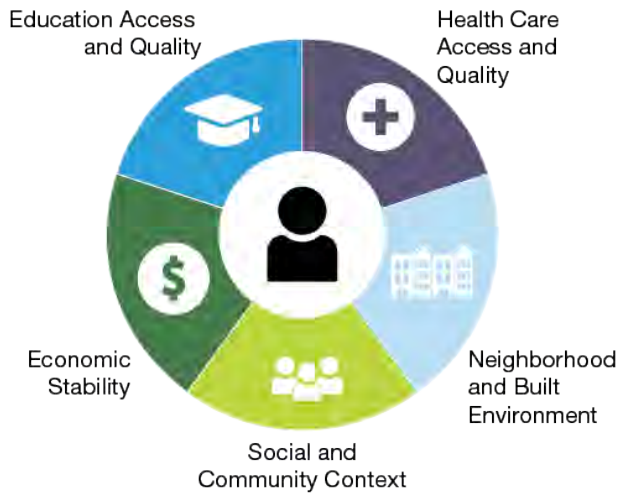 Education Access
and Quality
Health Care
Access and
Quality
Economic
Stability
Neighborhood
and Built
Environment
Social and
Community Context
$